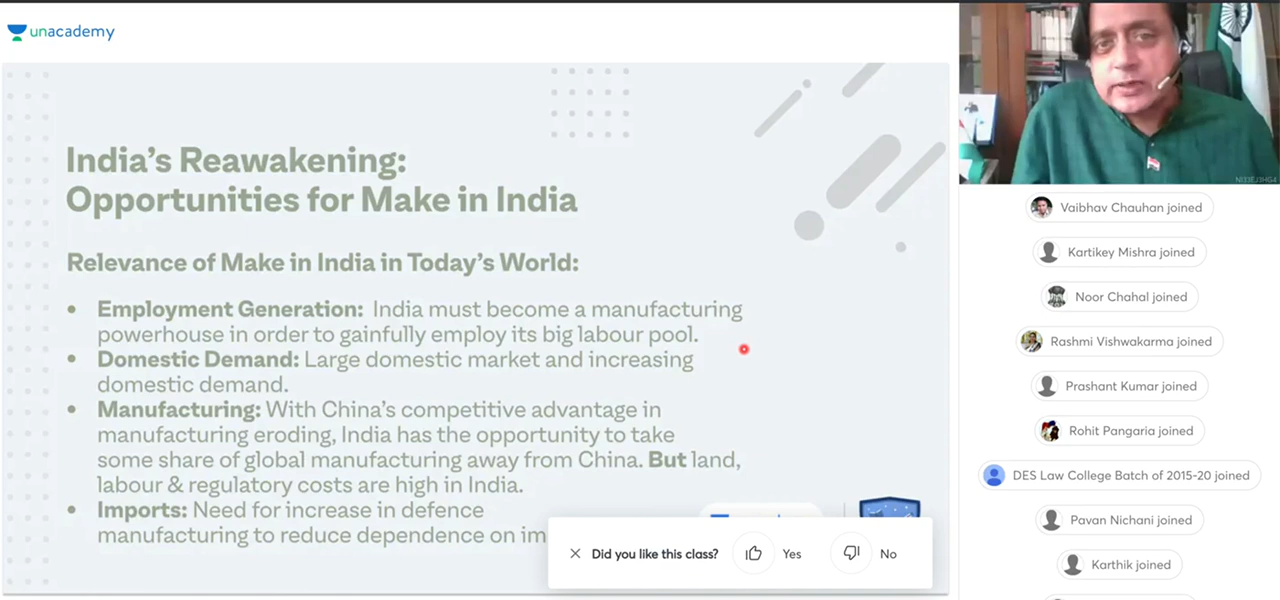 unacademy
India's Reawakening:
Opportunities for Make in India
Relevance of Make in India in Today's World:
• Employment Generation: India must become a manufacturing
powerhouse in order to gainfully employ its big labour pool.
• Domestic Demand: Large domestic market and increasing
domestic demand.
• Manufacturing: With China's competitive advantage in
manufacturing eroding, India has the opportunity to take
some share of global manufacturing away from China. But land,
labour & regulatory costs are high in India.
• Imports: Need for increase in defence
manufacturing to reduce dependence on im
Did you like this class? Yes No
Vaibhav Chauhan joined
Kartikey Mishra joined
Noor Chahal joined
Rashmi Vishwakarma joined
Prashant Kumar joined
Rohit Pangaria joined
DES Law College Batch of 2015-20 joined
Pavan Nichani joined
Karthik joined